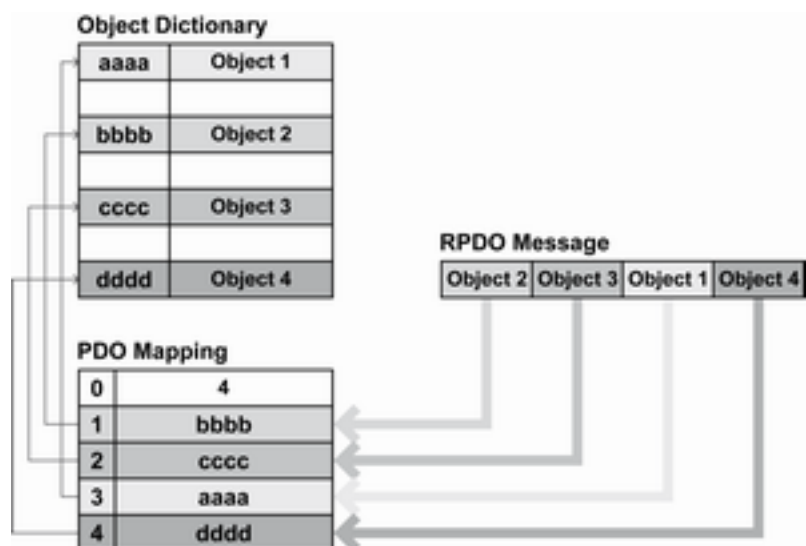 Object Dictionary
aaaa Object 1
bbbb Object 2
cccc Object 3
dddd Object 4
RPDO Message
Object 2 Object 3 Object 1 Object 4
PDO Mapping
0 4
1 bbbb
2 cccc
3 aaaa
4 dddd